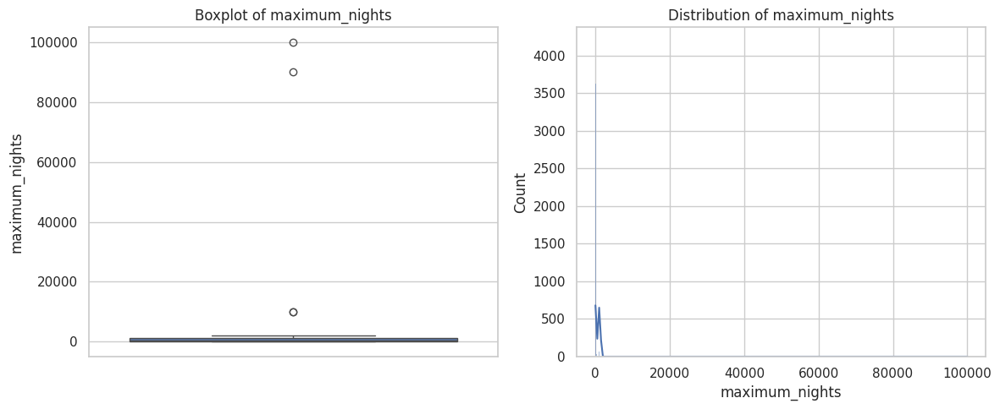 Boxplot of maximum_nights
100000
80000
60000
40000
20000
0
maximum_nights
Distribution of maximum_nights
4000
3500
3000
2500
2000
1500
1000
500
0
Count
0 20000 40000 60000 80000 100000
maximum_nights